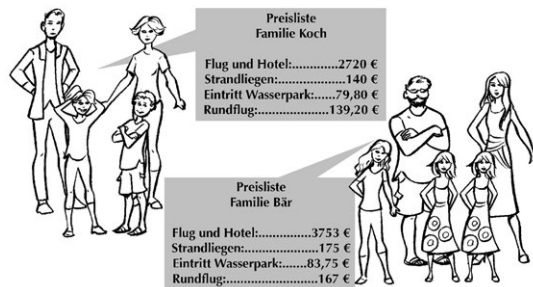 Preisliste
Familie Koch
Flug und Hotel:.............2720 €
Strandliegen:................140 €
Eintritt Wasserpark:.....79,80 €
Rundflug:....................139,20 €
Preisliste
Familie Bär
Flug und Hotel:..............3753 €
Strandliegen:.....................175 €
Eintritt Wasserpark:.......83,75 €
Rundflug:.........................167 €